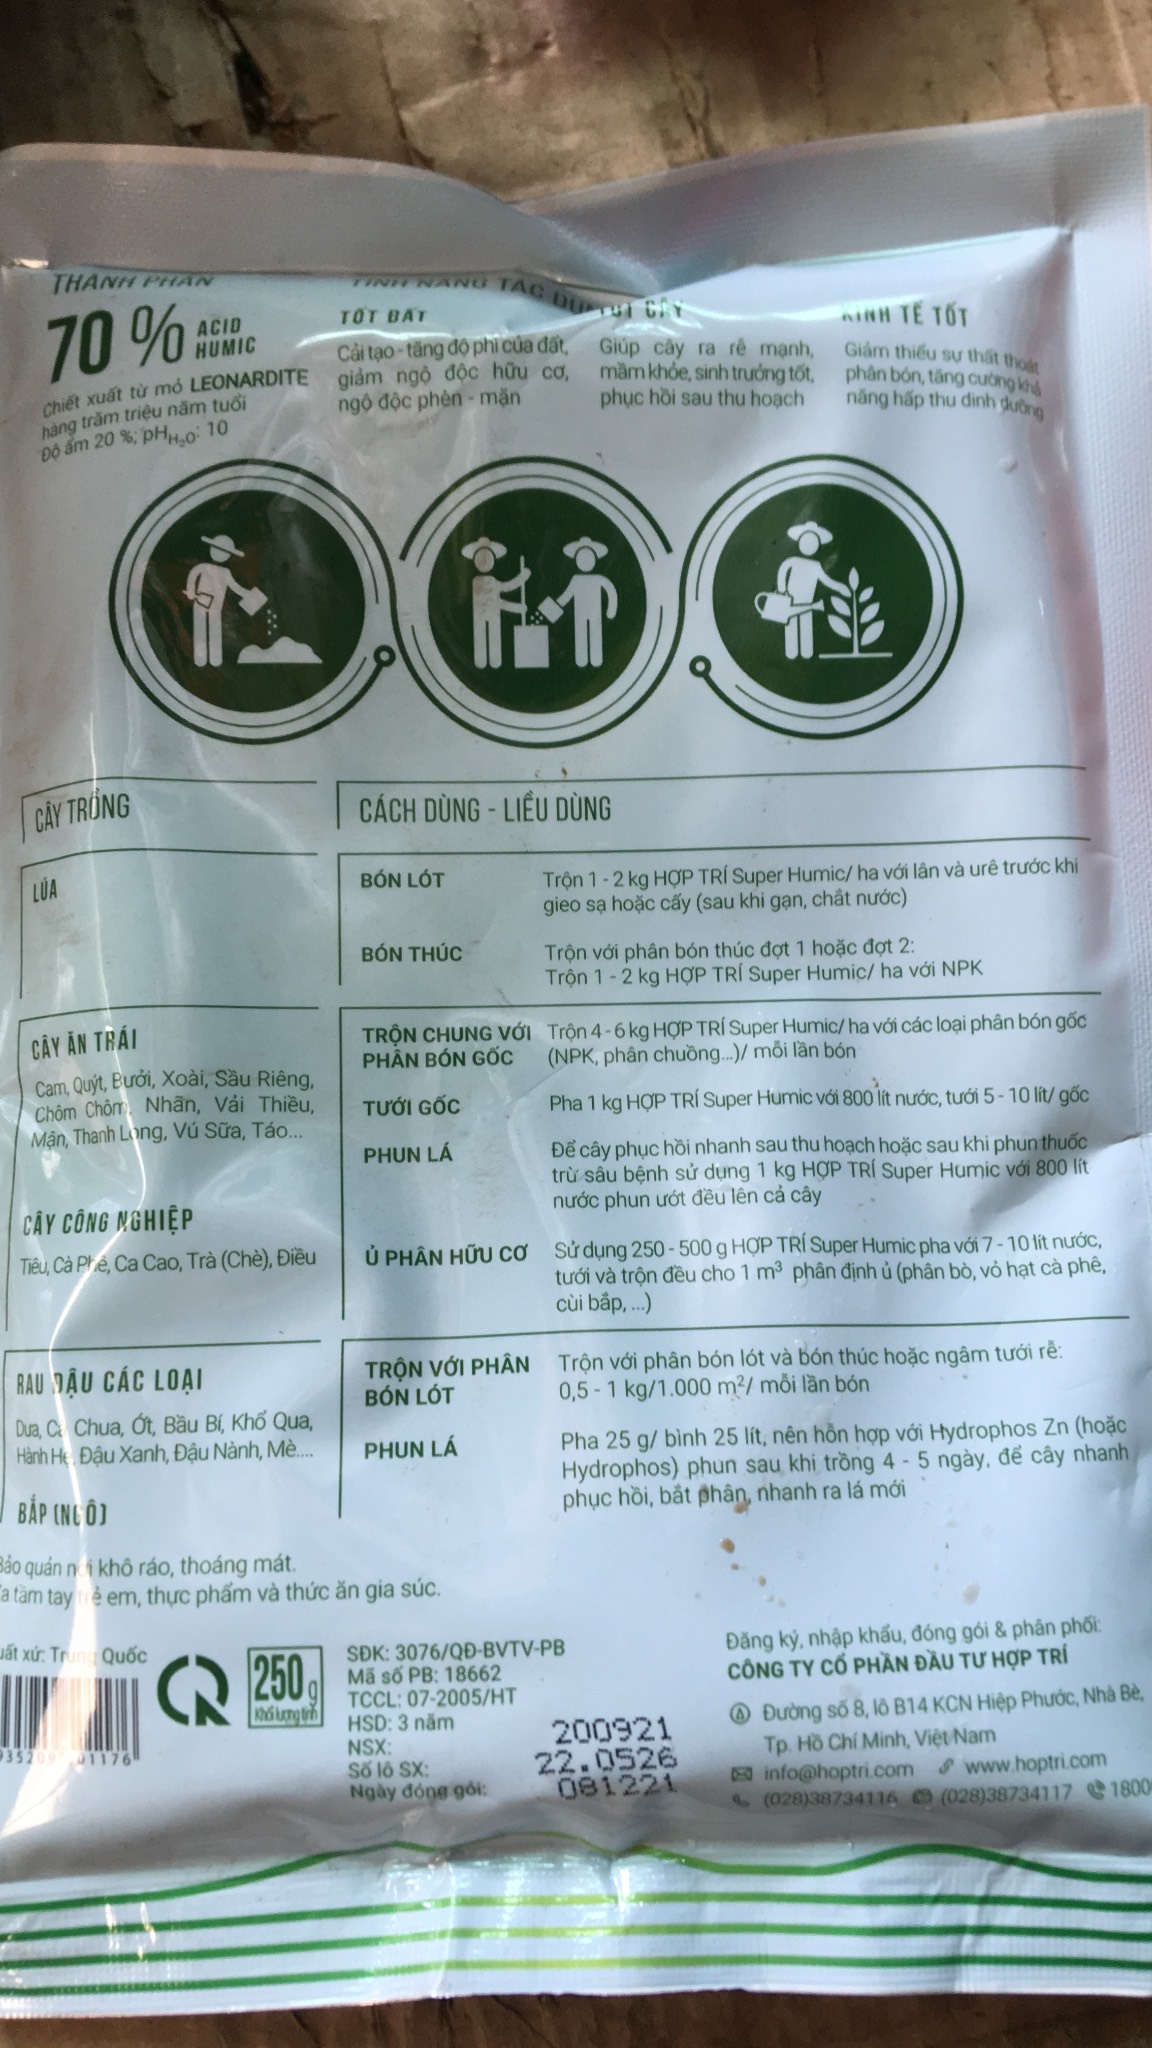 THÀNH PHẦN
70 % ACID
HUMIC
Chiết xuất từ mỏ LEONARDITE
hàng trăm triệu năm tuổi
Độ ẩm 20 %; pHH₂O: 10
TÍNH NĂNG TÁC DỤNG
TỐT ĐẤT
Cải tạo - tăng độ phì của đất,
giảm ngộ độc hữu cơ,
ngộ độc phèn - mặn
TỐT CÂY
Giúp cây ra rễ mạnh,
mầm khỏe, sinh trưởng tốt,
phục hồi sau thu hoạch
KINH TẾ TỐT
Giảm thiểu sự thất thoát
phân bón, tăng cường khả
năng hấp thu dinh dưỡng
CÂY TRỒNG
CÁCH DÙNG - LIỀU DÙNG
LÚA
BÓN LÓT
Trộn 1 - 2 kg HỢP TRÍ Super Humic/ ha với lân và urê trước khi
gieo sạ hoặc cấy (sau khi gạn, chắt nước)
BÓN THÚC
Trộn với phân bón thúc đợt 1 hoặc đợt 2:
Trộn 1 - 2 kg HỢP TRÍ Super Humic/ ha với NPK
CÂY ĂN TRÁI
Cam, Quýt, Bưởi, Xoài, Sầu Riêng,
Chôm Chôm, Nhãn, Vải Thiều,
Mận, Thanh Long, Vú Sữa, Táo...
CÂY CÔNG NGHIỆP
Tiêu, Cà Phê, Ca Cao, Trà (Chè), Điều
TRỘN CHUNG VỚI
PHÂN BÓN GỐC
Trộn 4 - 6 kg HỢP TRÍ Super Humic/ ha với các loại phân bón gốc
(NPK, phân chuồng...)/ mỗi lần bón
TƯỚI GỐC
Pha 1 kg HỢP TRÍ Super Humic với 800 lít nước, tưới 5 - 10 lít/ gốc
PHUN LÁ
Để cây phục hồi nhanh sau thu hoạch hoặc sau khi phun thuốc
trừ sâu bệnh sử dụng 1 kg HỢP TRÍ Super Humic với 800 lít
nước phun ướt đều lên cả cây
Ủ PHÂN HỮU CƠ
Sử dụng 250 - 500 g HỢP TRÍ Super Humic pha với 7 - 10 lít nước,
tưới và trộn đều cho 1 m³ phân định ủ (phân bò, vỏ hạt cà phê,
cùi bắp, ...)
RAU ĐẬU CÁC LOẠI
Dưa, Cà Chua, Ớt, Bầu Bí, Khổ Qua,
Hành Hẹ, Đậu Xanh, Đậu Nành, Mè....
BẮP (NGÔ)
TRỘN VỚI PHÂN
BÓN LÓT
Trộn với phân bón lót và bón thúc hoặc ngâm tưới rễ:
0,5 - 1 kg/1.000 m²/ mỗi lần bón
PHUN LÁ
Pha 25 g/ bình 25 lít, nên hỗn hợp với Hydrophos Zn (hoặc
Hydrophos) phun sau khi trồng 4 - 5 ngày, để cây nhanh
phục hồi, bắt phân, nhanh ra lá mới
Bảo quản nơi khô ráo, thoáng mát.
tầm tay trẻ em, thực phẩm và thức ăn gia súc.
xứ: Trung Quốc
250g
Khối lượng tịnh
SĐK: 3076/QĐ-BVTV-PB
Mã số PB: 18662
TCCL: 07-2005/HT
HSD: 3 năm
NSX: 200921
Số lô SX: 22.0526
Ngày đóng gói: 081221
Đăng ký, nhập khẩu, đóng gói & phân phối:
CÔNG TY CỔ PHẦN ĐẦU TƯ HỢP TRÍ
Đường số 8, lô B14 KCN Hiệp Phước, Nhà Bè,
Tp. Hồ Chí Minh, Việt Nam
info@hoptri.com www.hoptri.com
(028)38734116 (028)38734117 1800